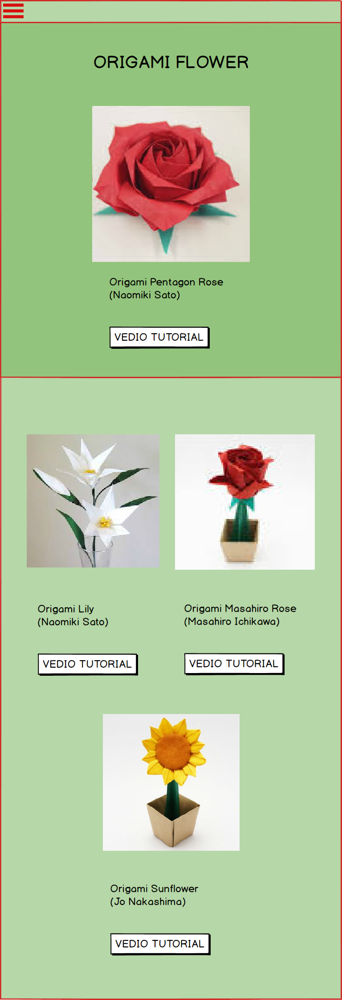 ORIGAMI FLOWER
Origami Pentagon Rose
(Naomiki Sato)
VEDIO TUTORIAL
Origami Lily
(Naomiki Sato)
VEDIO TUTORIAL
Origami Masahiro Rose
(Masahiro Ichikawa)
VEDIO TUTORIAL
Origami Sunflower
(Jo Nakashima)
VEDIO TUTORIAL